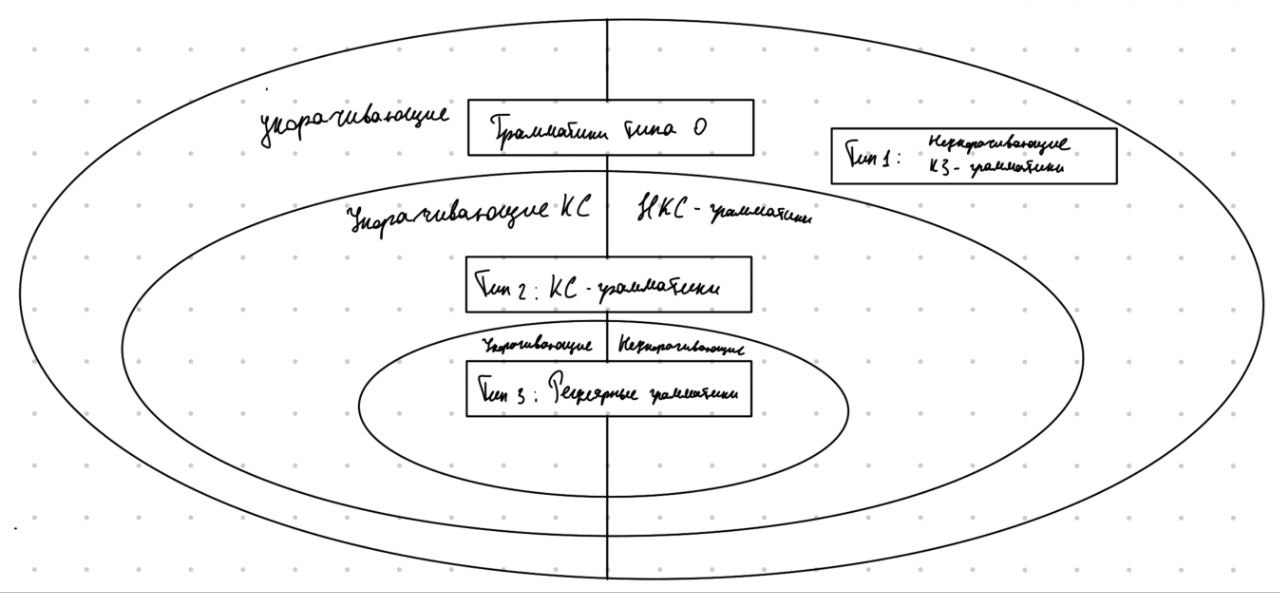 укорачивающие
Грамматики типа 0
Тип 1: Неукорачивающие
КЗ-грамматики
Укорачивающие КС
НКС-грамматики
Тип 2: КС-грамматики
Укорачивающие
Неукорачивающие
Тип 3: Регулярные грамматики